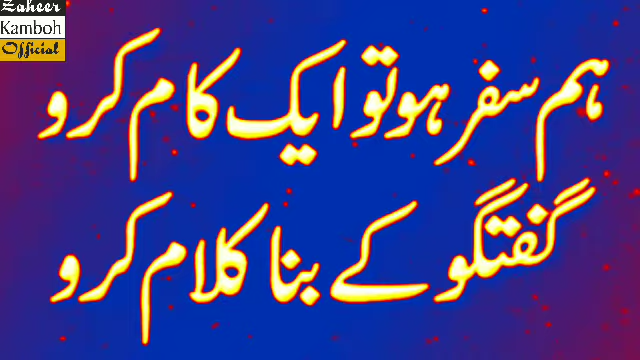 Zaheer
Kamboh
Official
ہم سفر ہو تو ایک کام کرو
گفتگو کے بنا کلام کرو